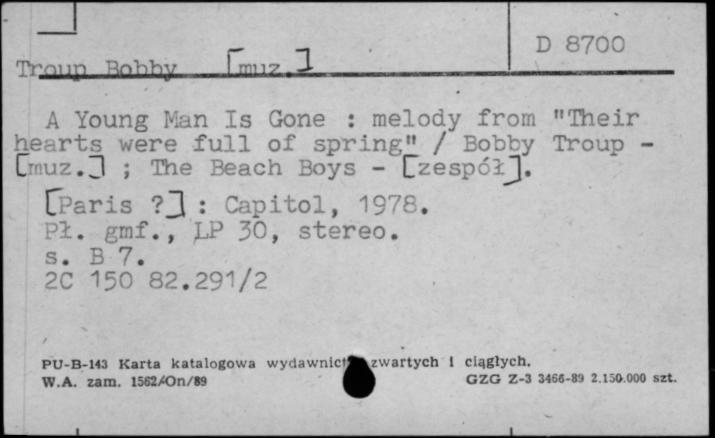 D 8700
Troup Bobby [muz.]
A Young Man Is Gone : melody from "Their
hearts were full of spring" / Bobby Troup -
[muz.] ; The Beach Boys - [zespół].
[Paris ?] : Capitol, 1978.
Pł. gmf., LP 30, stereo.
s. B 7.
2C 150 82.291/2
PU-B-143 Karta katalogowa zwartych i ciągłych.
W.A. zam. 1562/On/89 GZG Z-3 3466-89 2.150.000 szt.